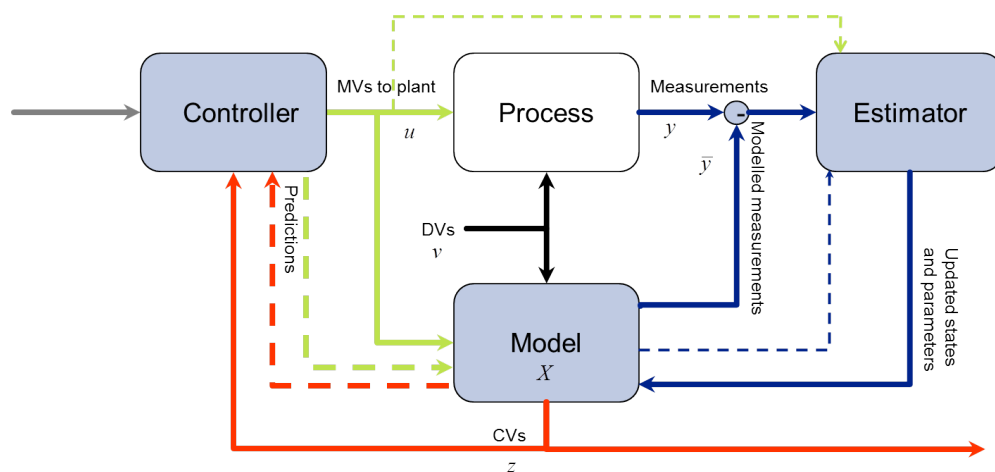 Controller
MVs to plant
u
Process
Measurements
y
-
Estimator
ȳ
Modelled measurements
Predictions
DVs
v
Updated states
and parameters
Model
X
CVs
z